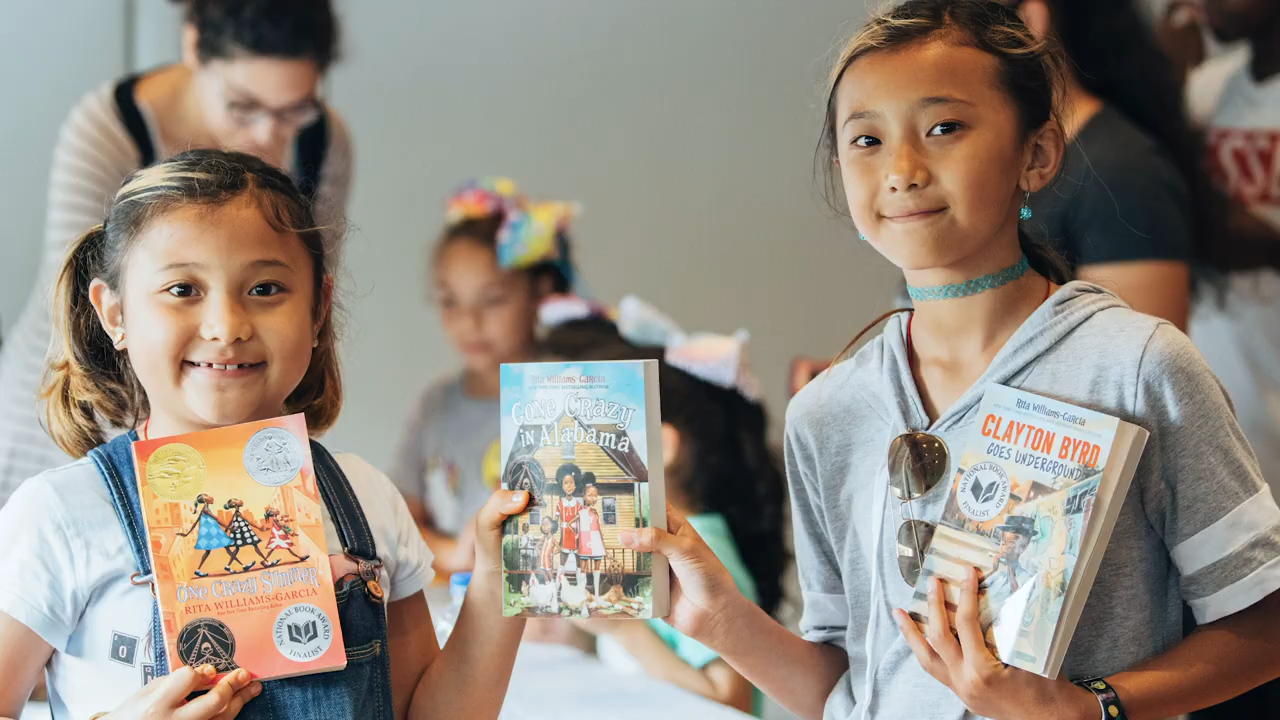 ONE CRAZY SUMMER
RITA WILLIAMS-GARCIA
NATIONAL BOOK AWARD
FINALIST
O
Rita Williams-Garcia
Gone Crazy
in Alabama
Rita Williams-Garcia
CLAYTON BYRD
GOES UNDERGROUND
NATIONAL BOOK AWARD
FINALIST